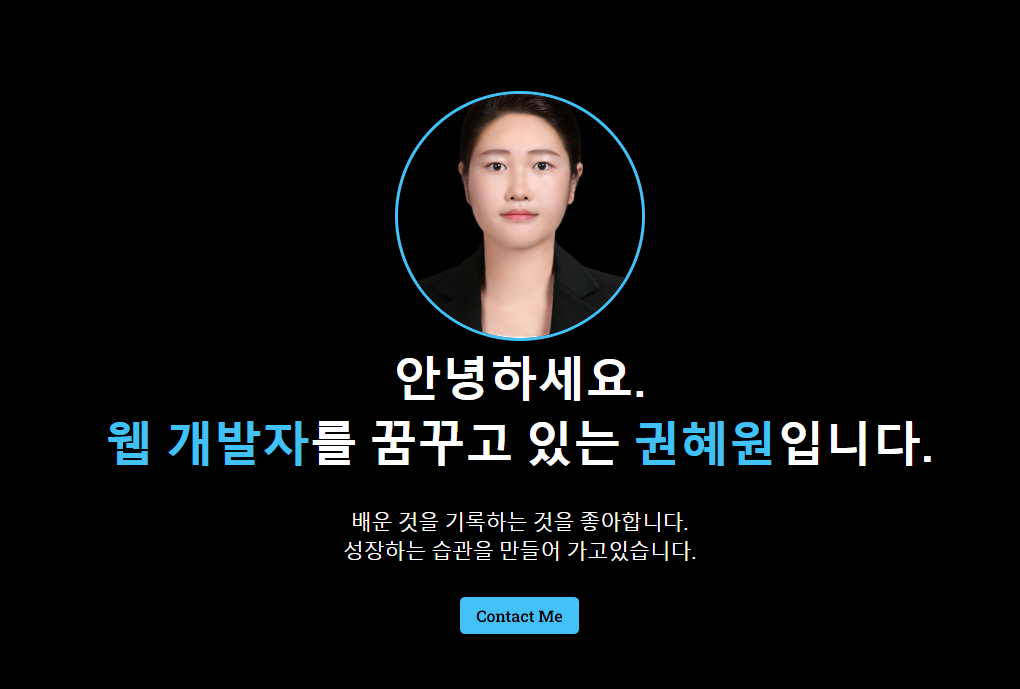 안녕하세요.
웹 개발자를 꿈꾸고 있는 권혜원입니다.
배운 것을 기록하는 것을 좋아합니다.
성장하는 습관을 만들어 가고있습니다.
Contact Me